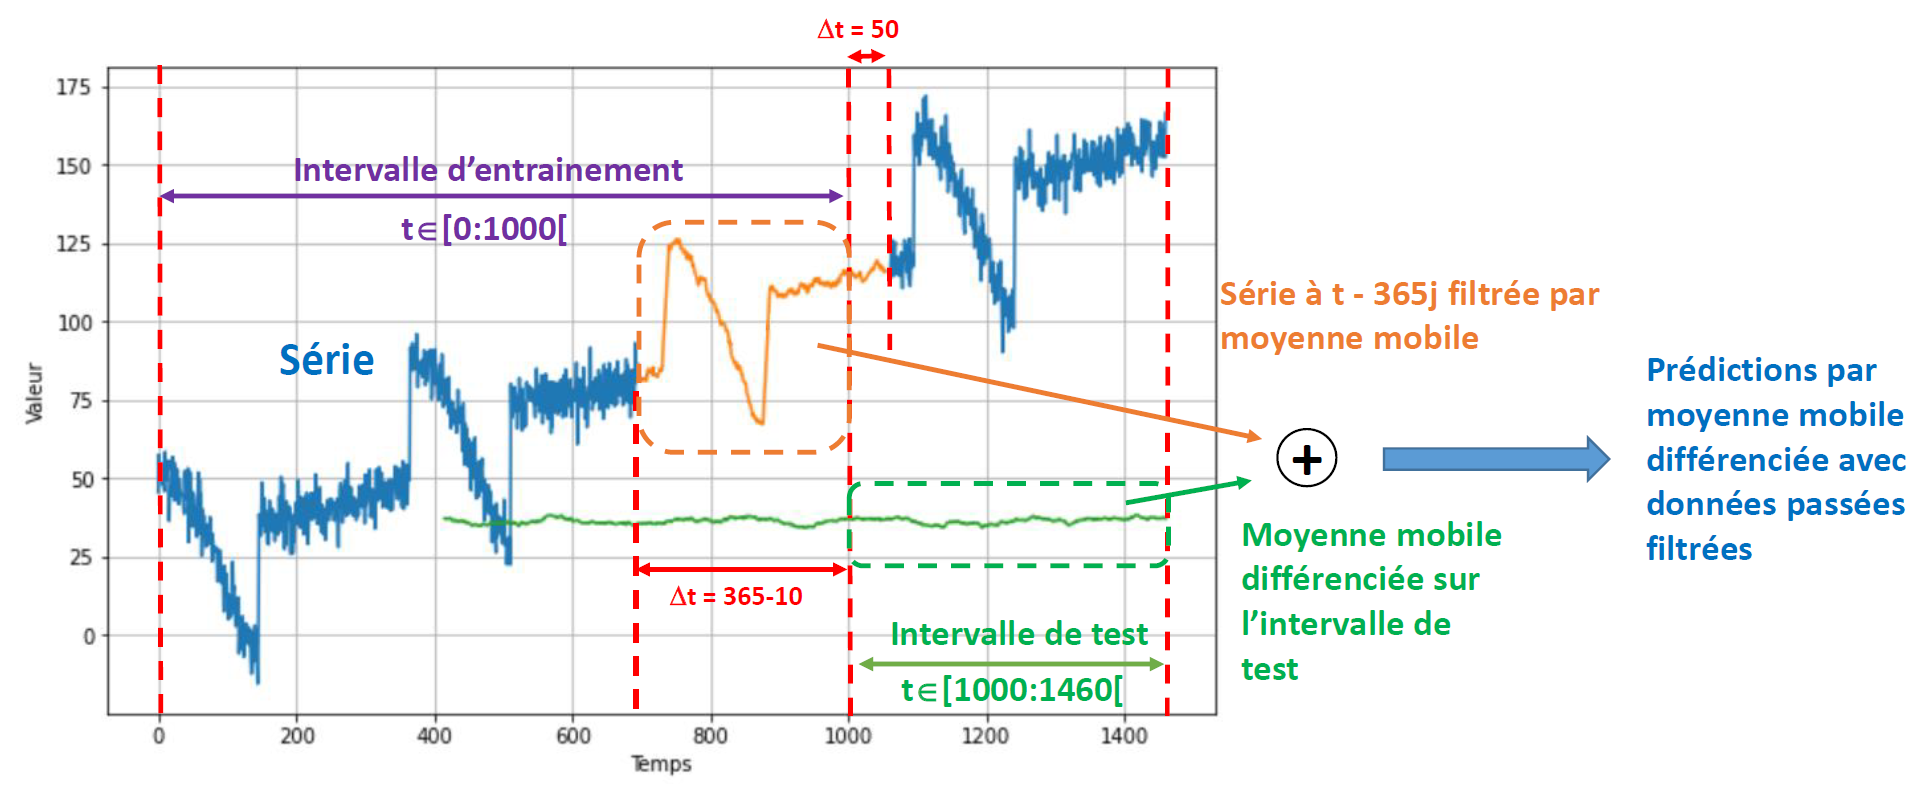 Δt = 50
175
150
125
100
75
50
25
0
Valeur
Intervalle d’entrainement
t∈[0:1000[
Série
Δt = 365-10
Intervalle de test
t∈[1000:1460[
0
200
400
600
800
1000
1200
1400
Temps
Série à t - 365j filtrée par
moyenne mobile
+
Moyenne mobile
différenciée sur
l’intervalle de
test
Prédictions par
moyenne mobile
différenciée avec
données passées
filtrées